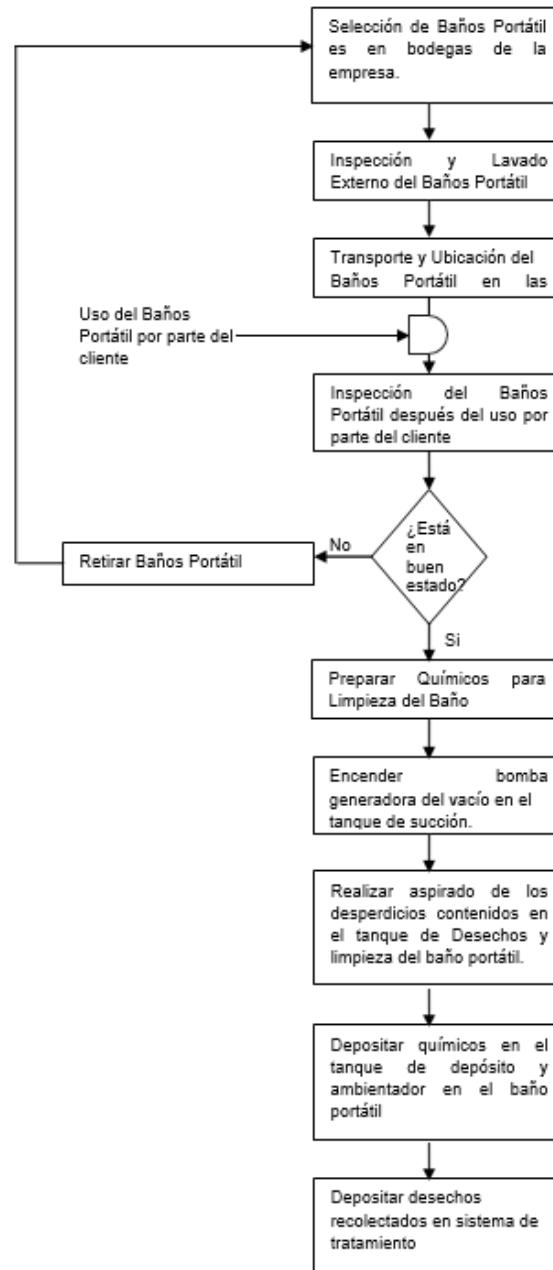 Selección de Baños Portátil
es en bodegas de la
empresa.
Inspección y Lavado
Externo del Baños Portátil
Transporte y Ubicación del
Baños Portátil en las
Uso del Baños
Portátil por parte del
cliente
Inspección del Baños
Portátil después del uso por
parte del cliente
¿Está
en
buen
estado?
No
Retirar Baños Portátil
Si
Preparar Químicos para
Limpieza del Baño
Encender bomba
generadora del vacío en el
tanque de succión.
Realizar aspirado de los
desperdicios contenidos en
el tanque de Desechos y
limpieza del baño portátil.
Depositar químicos en el
tanque de depósito y
ambientador en el baño
portátil
Depositar desechos
recolectados en sistema de
tratamiento